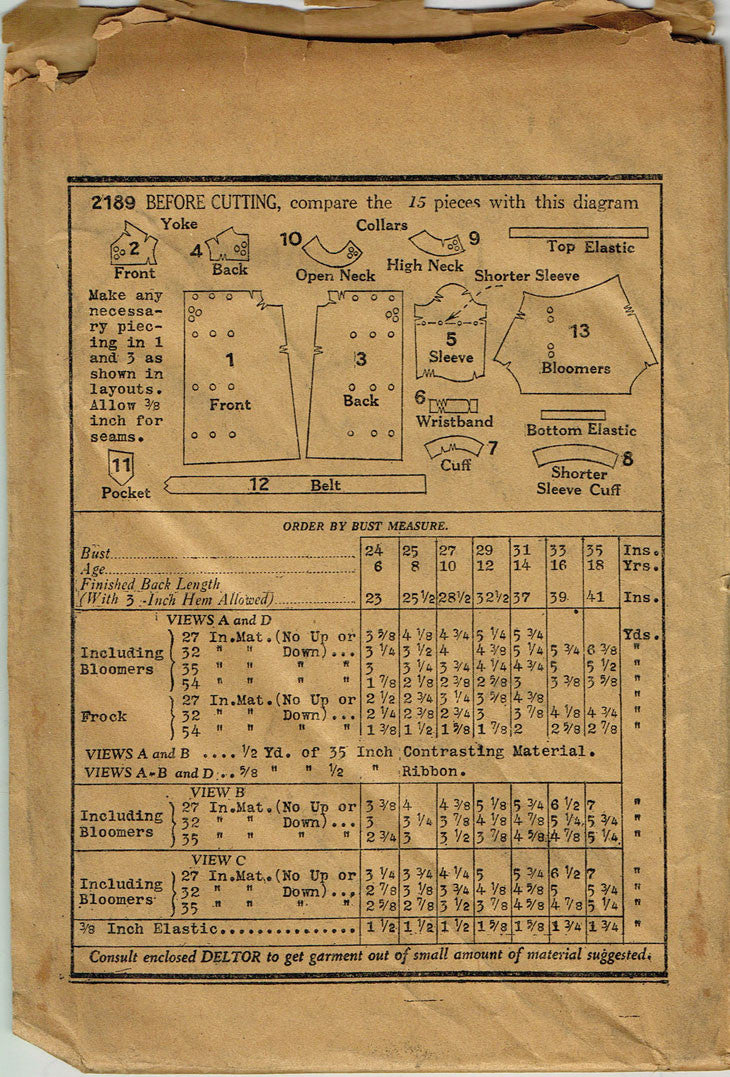 2189 BEFORE CUTTING, compare the 15 pieces with this diagram
Yoke
Collars
2
Front
4
Back
10
Open Neck
9
High Neck
Top Elastic
Shorter Sleeve
Make any
necessa-
ry piec-
ing in 1
and 3 as
shown in
layouts.
Allow 3/8
inch for
seams.
1
Front
3
Back
5
Sleeve
13
Bloomers
6
Wristband
Bottom Elastic
7
Cuff
8
Shorter
Sleeve Cuff
11
Pocket
12 Belt
ORDER BY BUST MEASURE.
Bust 24 25 27 29 31 33 35 Ins.
Age 6 8 10 12 14 16 18 Yrs.
Finished Back Length
(With 3 -Inch Hem Allowed) 23 25 1/2 28 1/2 32 1/2 37 39 41 Ins.
VIEWS A and D
Including Bloomers
27 In.Mat.(No Up or 3 5/8 4 1/8 4 3/4 5 1/4 5 3/4 Yds.
32 " " Down)... 3 1/4 3 1/2 4 4 3/8 5 1/4 5 3/4 6 3/8 "
35 " " " " 3 3 1/4 3 3/4 4 1/4 4 3/4 5 5 1/2 "
54 " " " " 1 7/8 2 1/8 2 3/8 2 5/8 3 3 3/8 3 5/8 "
Frock
27 In.Mat.(No Up or 2 1/2 2 3/4 3 1/4 3 5/8 4 3/8 "
32 " " Down)... 2 1/4 2 3/8 2 3/4 3 3 7/8 4 1/8 4 3/4 "
54 " " " " 1 3/8 1 1/2 1 5/8 1 7/8 2 2 5/8 2 7/8 "
VIEWS A and B .... 1/2 Yd. of 35 Inch Contrasting Material.
VIEWS A-B and D... 5/8 " " 1/2 " Ribbon.
VIEW B
Including Bloomers
27 In.Mat.(No Up or 3 3/8 4 4 3/8 5 1/8 5 3/4 6 1/2 7 "
32 " " Down)... 3 3 1/4 3 7/8 4 1/8 4 7/8 5 1/4 5 3/4 "
35 " " " " 2 3/4 3 3 1/2 3 7/8 4 5/8 4 7/8 5 1/4 "
VIEW C
Including Bloomers
27 In.Mat.(No Up or 3 1/4 3 3/4 4 1/4 5 5 3/4 6 1/2 7 "
32 " " Down)... 2 7/8 3 1/8 3 3/4 4 1/8 4 5/8 5 5 3/4 "
35 " " " " 2 5/8 2 7/8 3 1/2 3 7/8 4 5/8 4 7/8 5 1/4 "
3/8 Inch Elastic............... 1 1/2 1 1/2 1 1/2 1 5/8 1 5/8 1 3/4 1 3/4 "
Consult enclosed DELTOR to get garment out of small amount of material suggested.